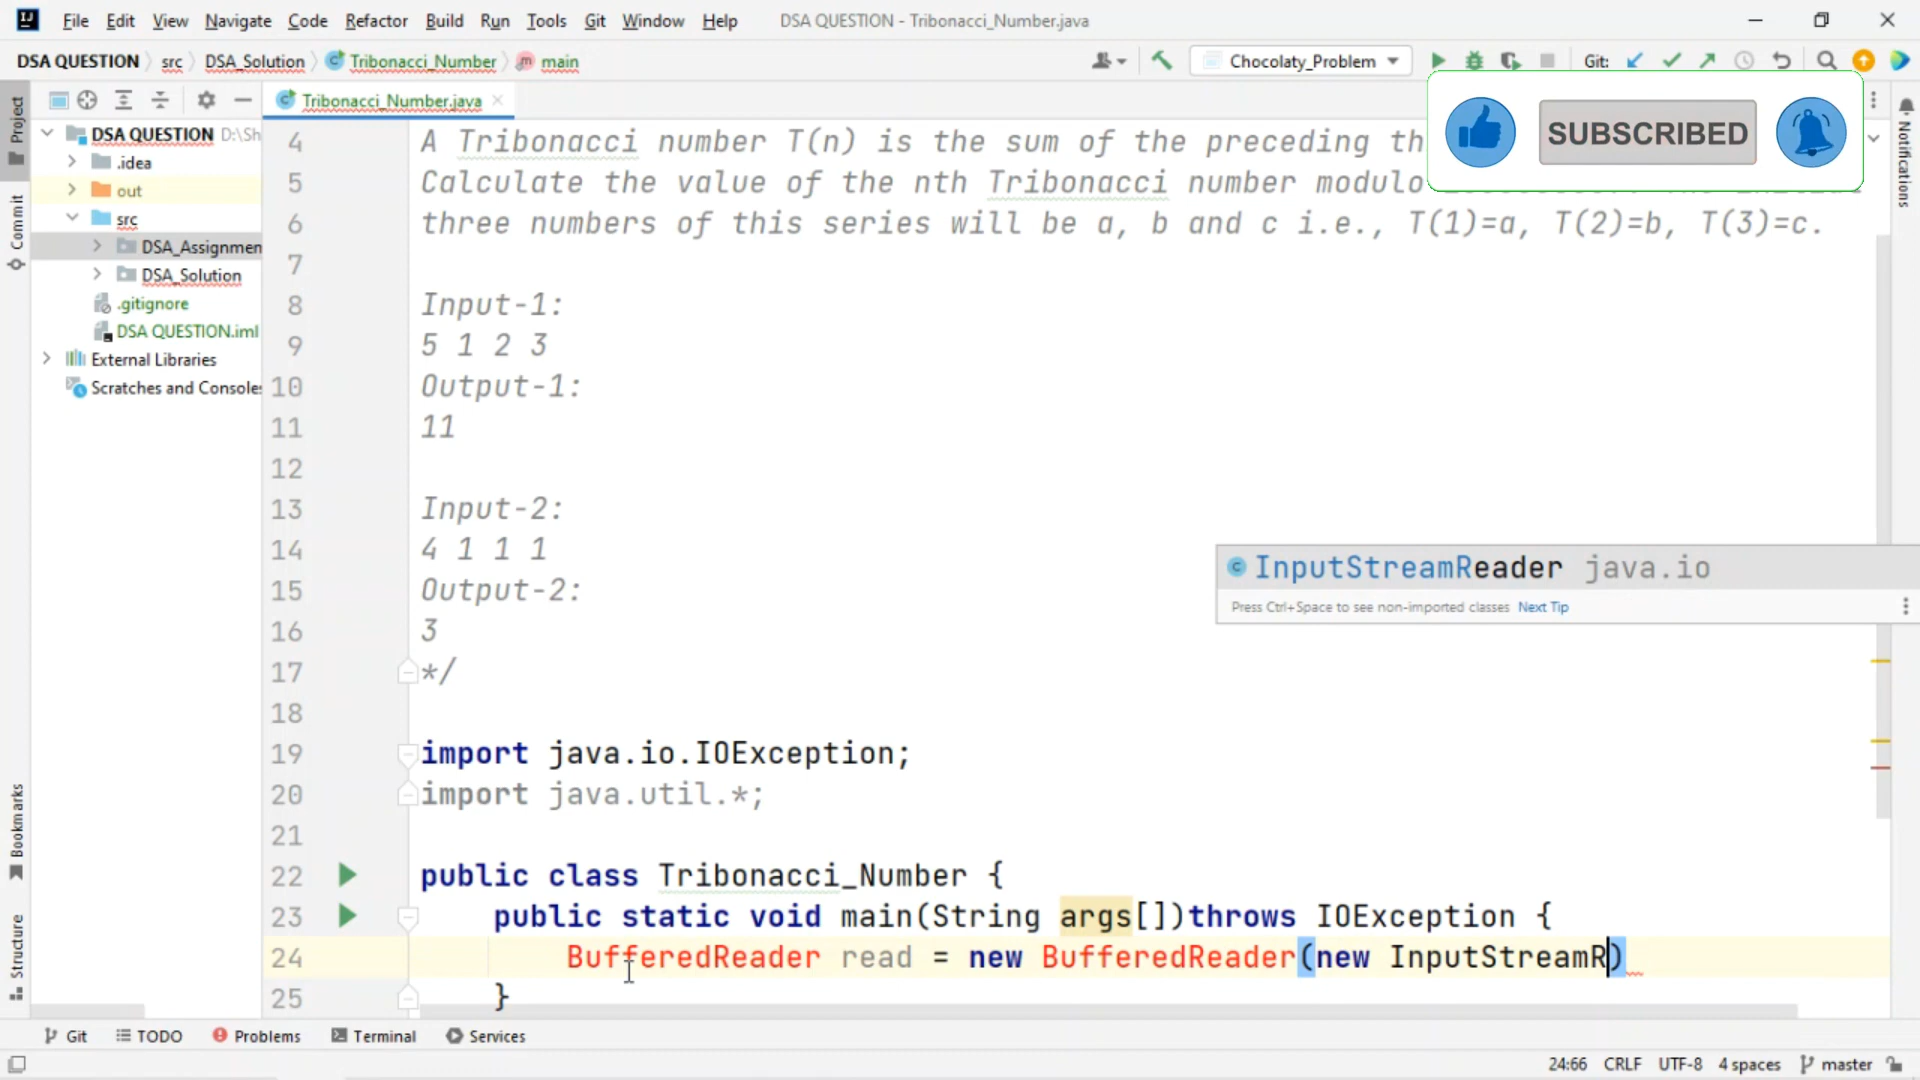 File Edit View Navigate Code Refactor Build Run Tools Git Window Help DSA QUESTION - Tribonacci_Number.java
DSA QUESTION src DSA_Solution Tribonacci_Number main Chocolaty_Problem Git:
Project
Commit
Bookmarks
Structure
DSA QUESTION D:\Sh
.idea
out
src
DSA_Assignmen
DSA_Solution
.gitignore
DSA QUESTION.iml
External Libraries
Scratches and Console
Tribonacci_Number.java
SUBSCRIBED
Notifications
4 A Tribonacci number T(n) is the sum of the preceding th
5 Calculate the value of the nth Tribonacci number modulo
6 three numbers of this series will be a, b and c i.e., T(1)=a, T(2)=b, T(3)=c.
7
8 Input-1:
9 5 1 2 3
10 Output-1:
11 11
12
13 Input-2:
14 4 1 1 1
15 Output-2:
16 3
17 */
18
19 import java.io.IOException;
20 import java.util.*;
21
22 public class Tribonacci_Number {
23 public static void main(String args[])throws IOException {
24 BufferedReader read = new BufferedReader(new InputStreamR)
25 }
InputStreamReader java.io
Press Ctrl+Space to see non-imported classes Next Tip
Git TODO Problems Terminal Services
24:66 CRLF UTF-8 4 spaces master